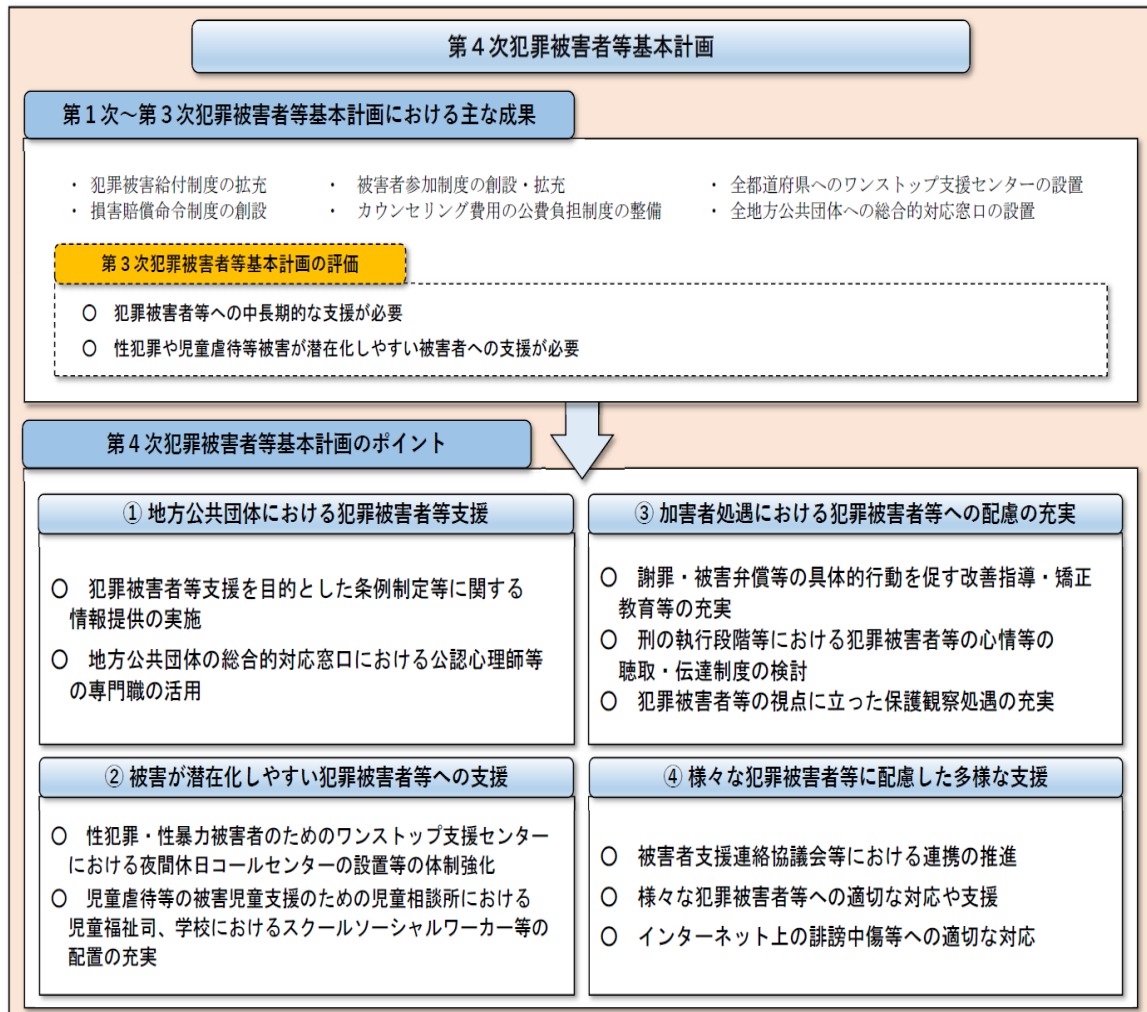 第４次犯罪被害者等基本計画
第１次～第３次犯罪被害者等基本計画における主な成果
・ 犯罪被害給付制度の拡充
・ 損害賠償命令制度の創設
・ 被害者参加制度の創設・拡充
・ カウンセリング費用の公費負担制度の整備
・ 全都道府県へのワンストップ支援センターの設置
・ 全地方公共団体への総合的対応窓口の設置
第３次犯罪被害者等基本計画の評価
○ 犯罪被害者等への中長期的な支援が必要
○ 性犯罪や児童虐待等被害が潜在化しやすい被害者への支援が必要
第４次犯罪被害者等基本計画のポイント
① 地方公共団体における犯罪被害者等支援
○ 犯罪被害者等支援を目的とした条例制定等に関する
情報提供の実施
○ 地方公共団体の総合的対応窓口における公認心理師等
の専門職の活用
② 被害が潜在化しやすい犯罪被害者等への支援
○ 性犯罪・性暴力被害者のためのワンストップ支援センター
における夜間休日コールセンターの設置等の体制強化
○ 児童虐待等の被害児童支援のための児童相談所における
児童福祉司、学校におけるスクールソーシャルワーカー等の
配置の充実
③ 加害者処遇における犯罪被害者等への配慮の充実
○ 謝罪・被害弁償等の具体的行動を促す改善指導・矯正
教育等の充実
○ 刑の執行段階等における犯罪被害者等の心情等の
聴取・伝達制度の検討
○ 犯罪被害者等の視点に立った保護観察処遇の充実
④ 様々な犯罪被害者等に配慮した多様な支援
○ 被害者支援連絡協議会等における連携の推進
○ 様々な犯罪被害者等への適切な対応や支援
○ インターネット上の誹謗中傷等への適切な対応